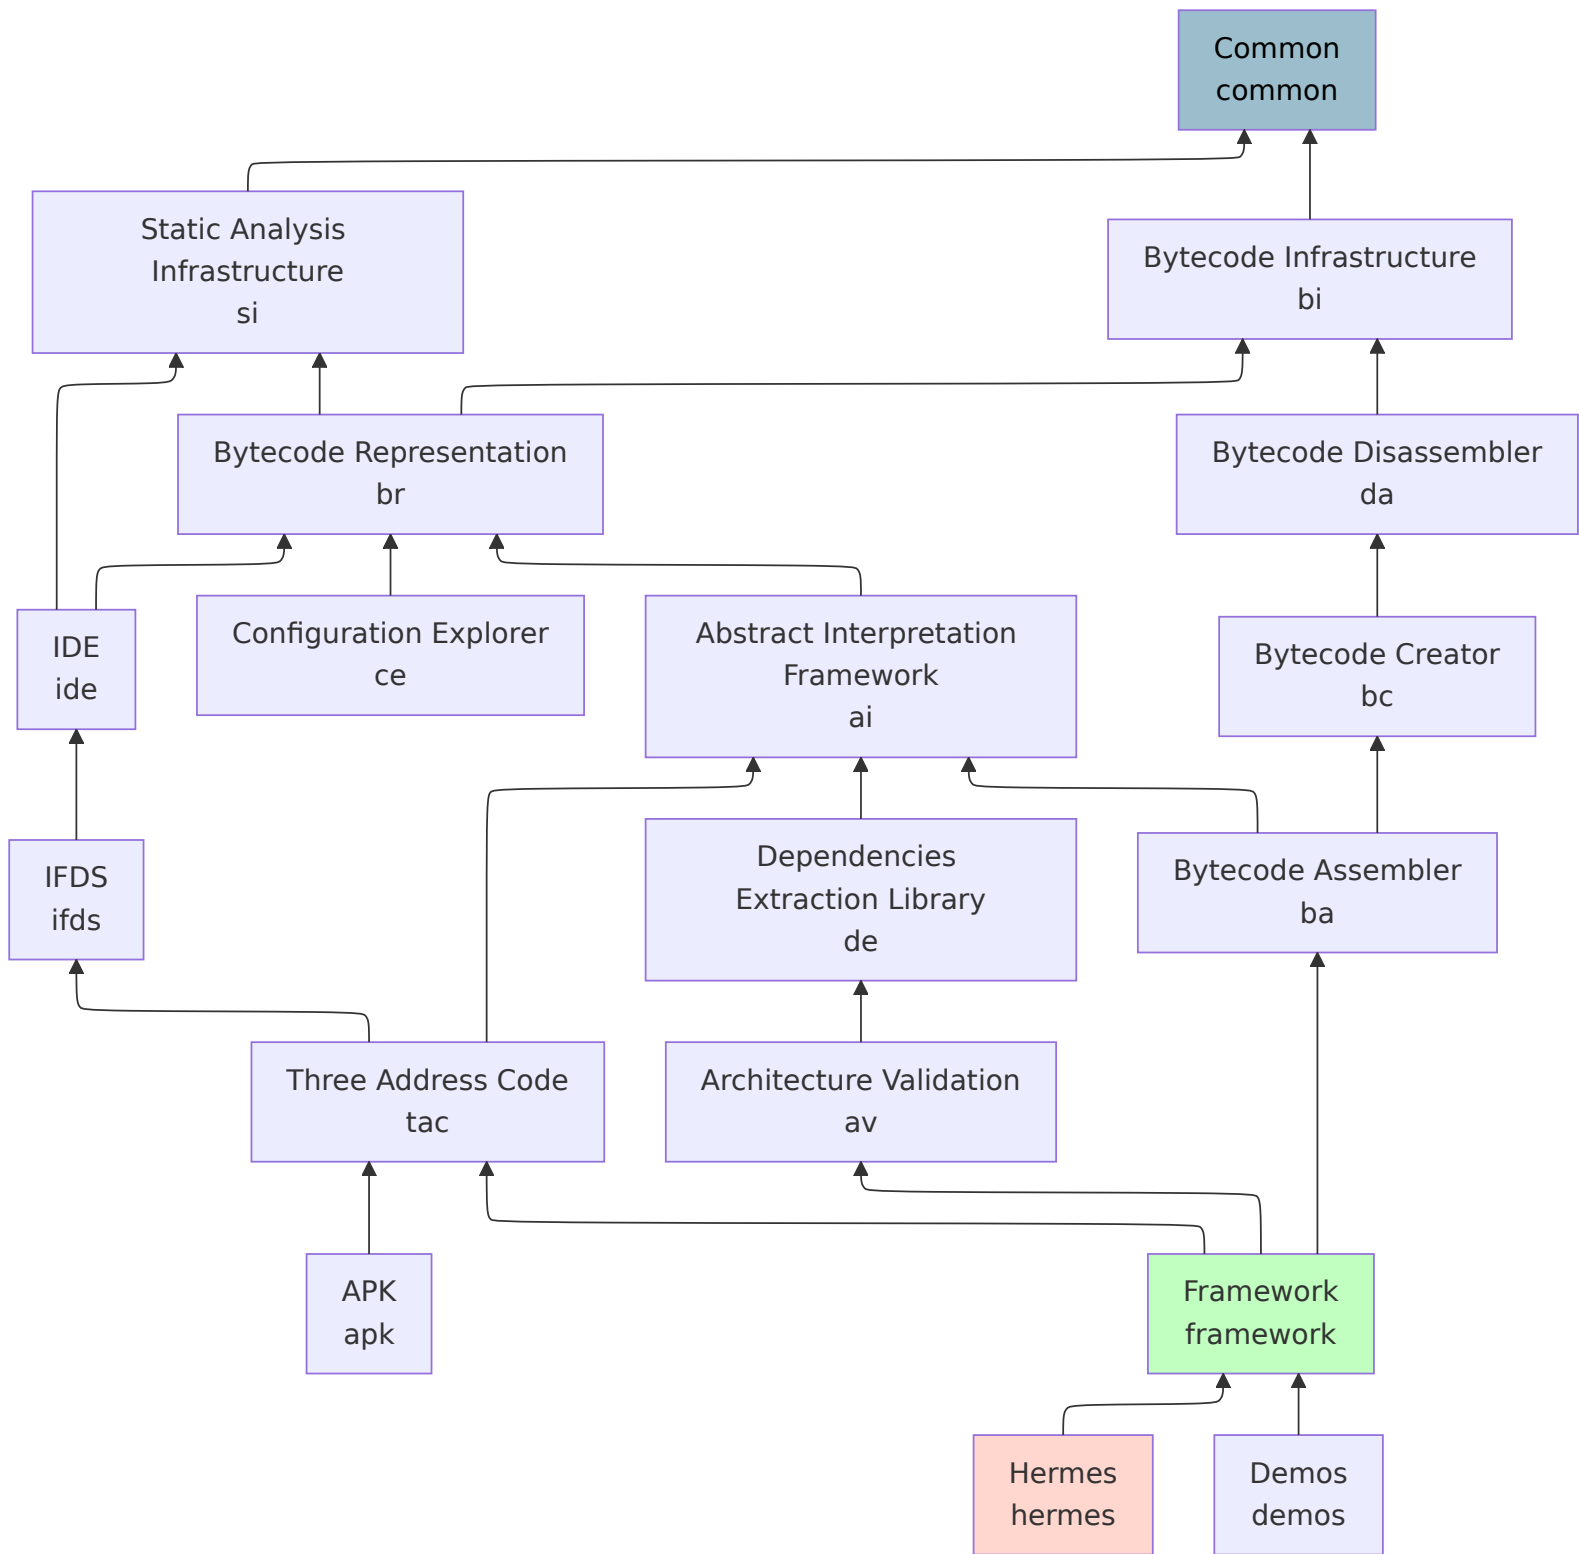 Common
common
Static Analysis
Infrastructure
si
Bytecode Infrastructure
bi
Bytecode Representation
br
Bytecode Disassembler
da
IDE
ide
Configuration Explorer
ce
Abstract Interpretation
Framework
ai
Bytecode Creator
bc
IFDS
ifds
Dependencies
Extraction Library
de
Bytecode Assembler
ba
Three Address Code
tac
Architecture Validation
av
APK
apk
Framework
framework
Hermes
hermes
Demos
demos